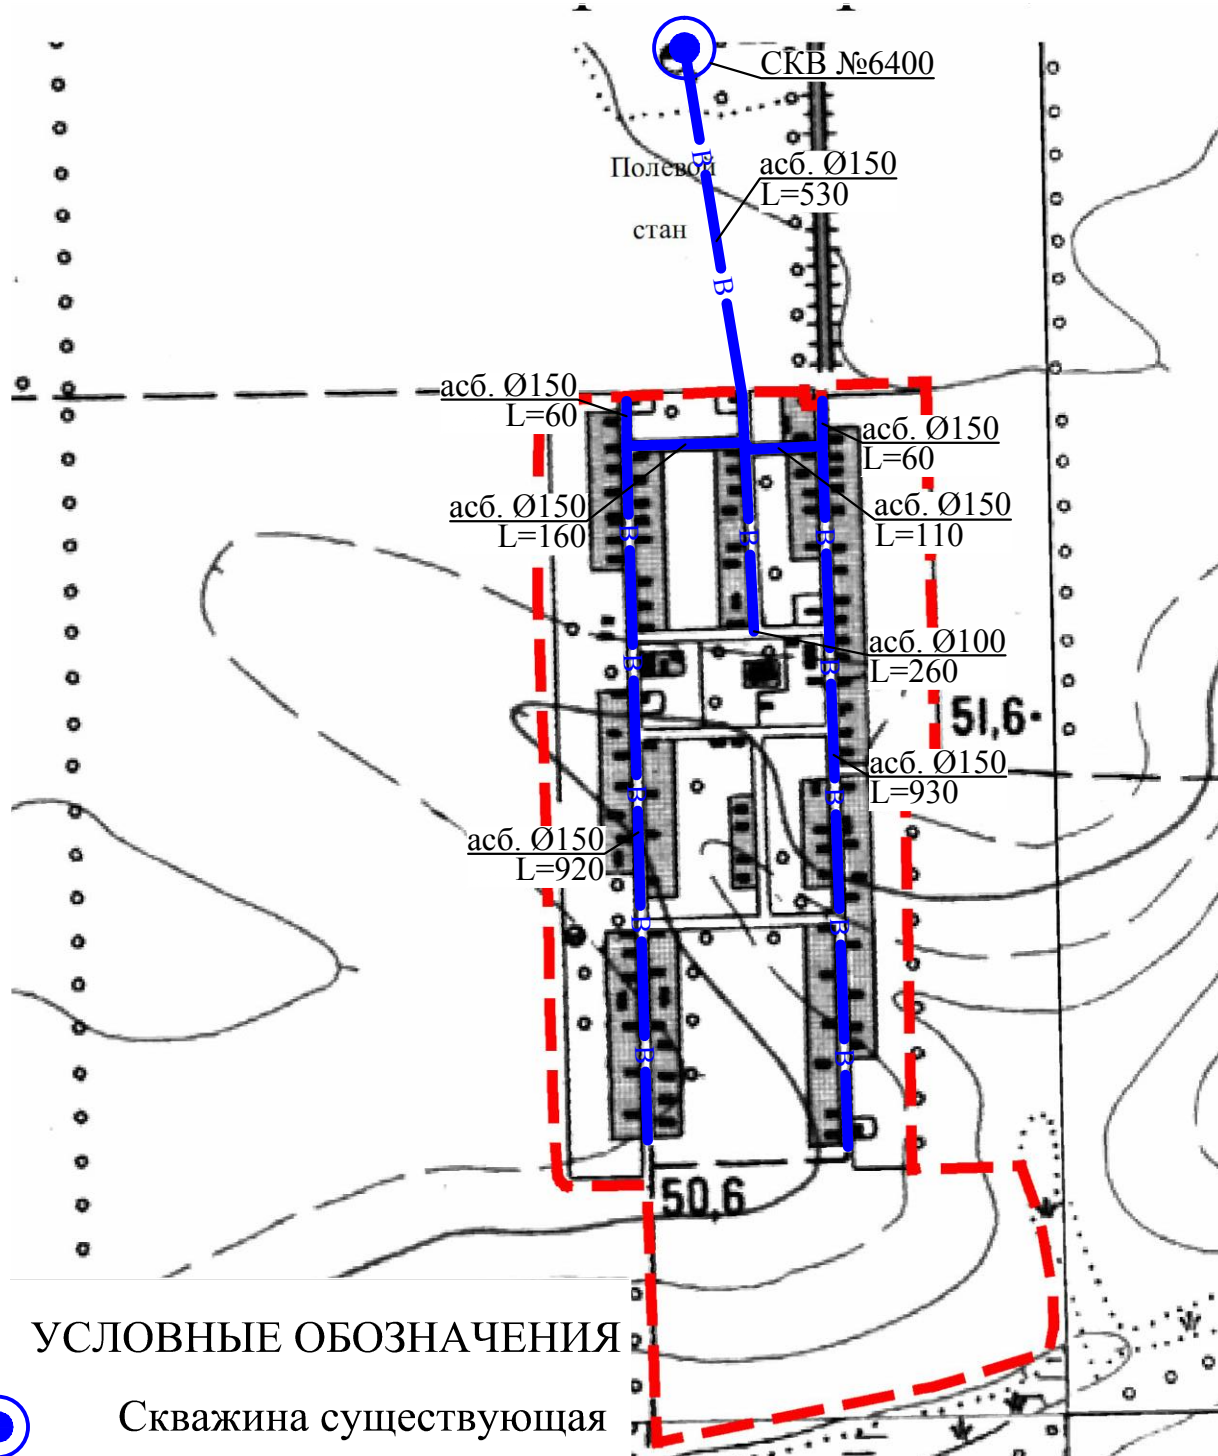 СКВ №6400
асб. Ø150
L=530
Полевой
стан
В
В
асб. Ø150
L=60
асб. Ø150
L=60
асб. Ø150
L=160
асб. Ø150
L=110
В
В
В
асб. Ø100
L=260
В
В
51,6
асб. Ø150
L=930
В
В
асб. Ø150
L=920
В
В
В
В
50,6
УСЛОВНЫЕ ОБОЗНАЧЕНИЯ
Скважина существующая